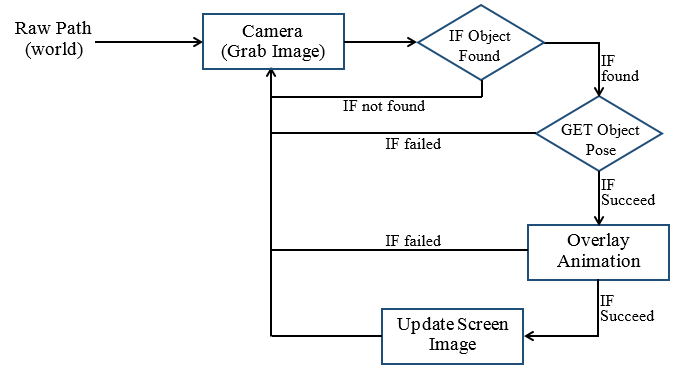 Raw Path
(world)
Camera
(Grab Image)
IF Object
Found
IF
found
IF not found
GET Object
Pose
IF failed
IF
Succeed
Overlay
Animation
IF failed
IF
Succeed
Update Screen
Image